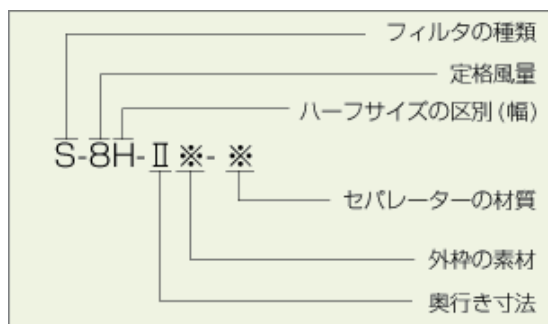 フィルタの種類
定格風量
ハーフサイズの区別(幅)
S-8H-Ⅱ※-※
セパレーターの材質
外枠の素材
奥行き寸法